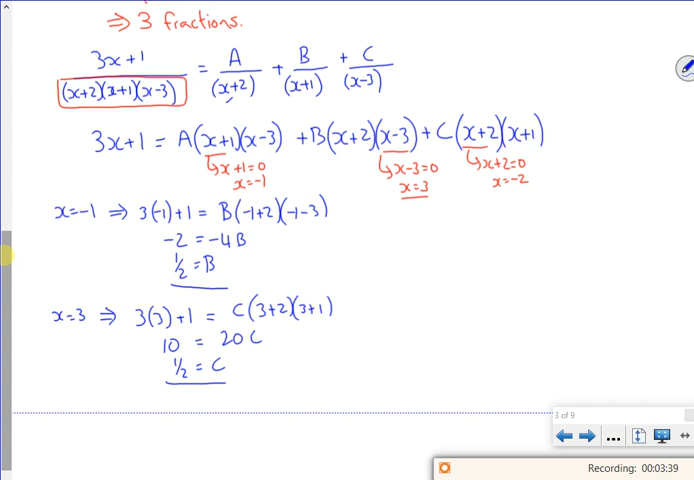 ⇒ 3 fractions.
3x+1 / (x+2)(x+1)(x-3) = A/(x+2) + B/(x+1) + C/(x-3)
3x+1 = A(x+1)(x-3) + B(x+2)(x-3) + C(x+2)(x+1)
↳x+1=0 ↳x-3=0 ↳x+2=0
x=-1 x=3 x=-2
x=-1 ⇒ 3(-1)+1 = B(-1+2)(-1-3)
-2 = -4B
1/2 = B
x=3 ⇒ 3(3)+1 = C(3+2)(3+1)
10 = 20C
1/2 = C
3 of 9
Recording: 00:03:39